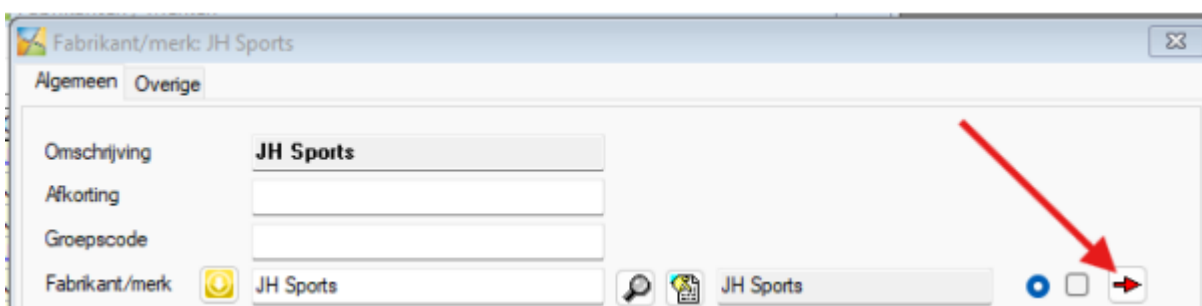 Fabrikant/merk: JH Sports
Algemeen Overige
Omschrijving JH Sports
Afkorting
Groepscode
Fabrikant/merk JH Sports JH Sports